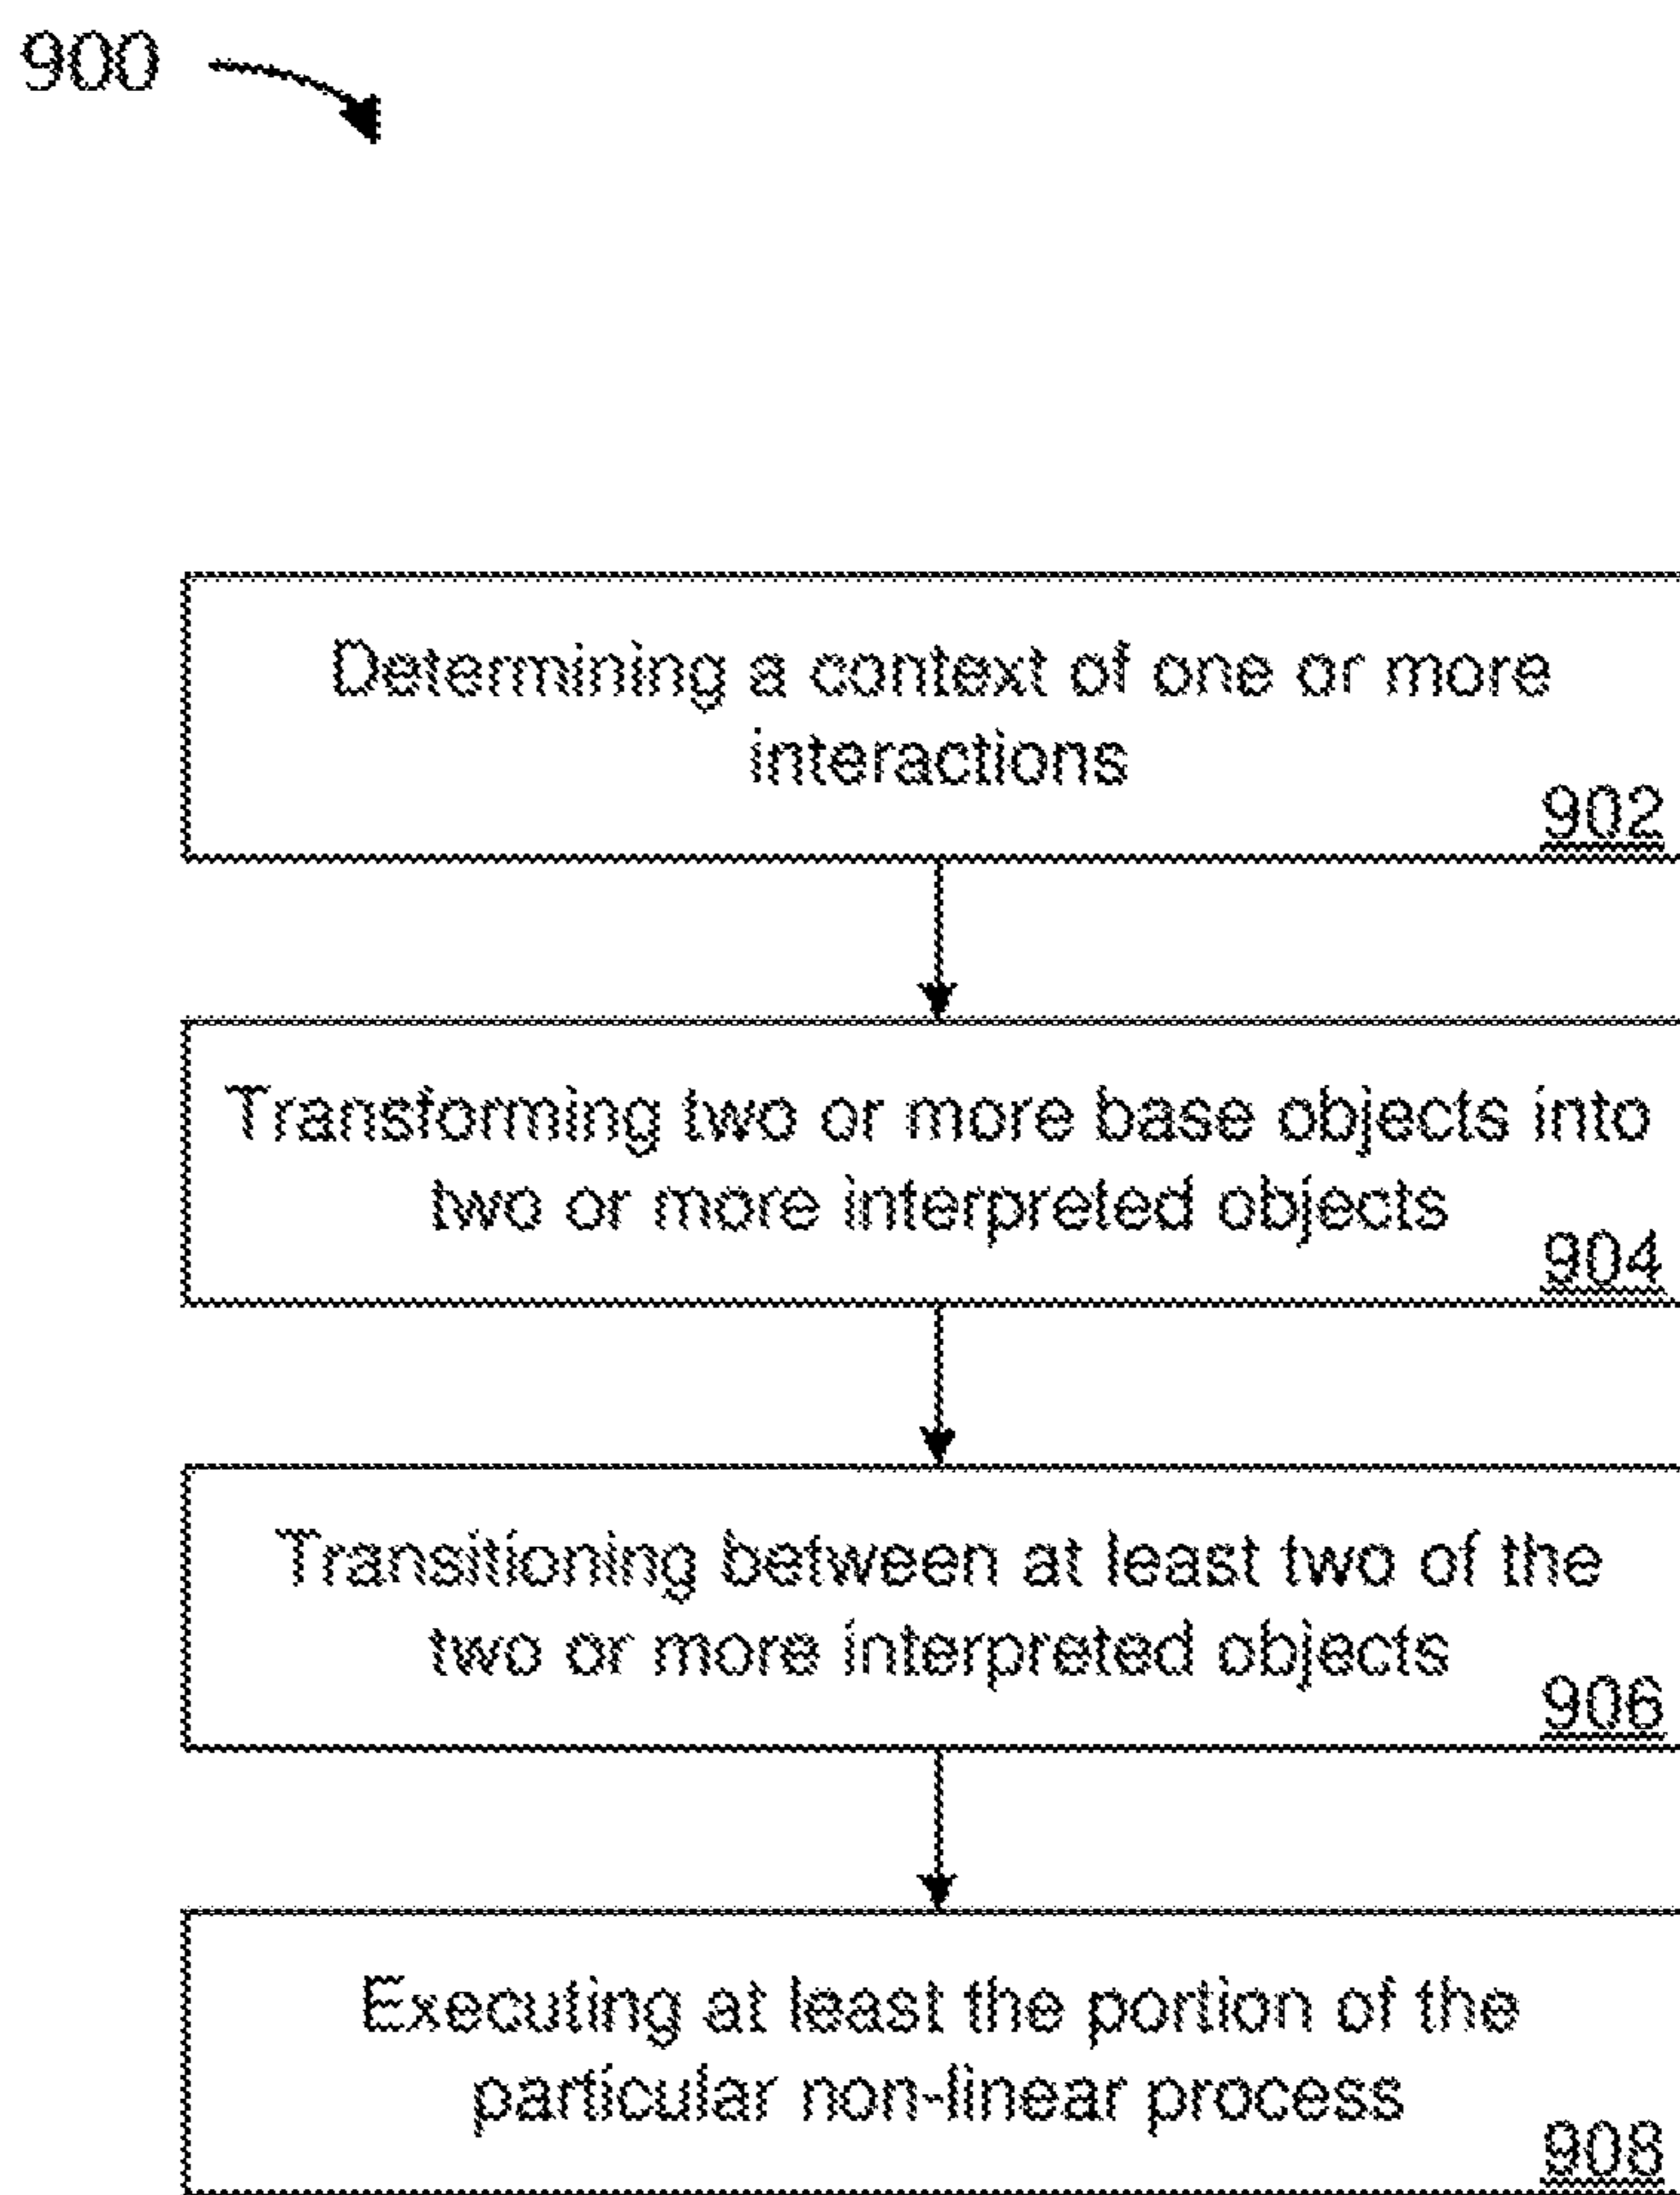 900
Determining a context of one or more
interactions
902
Transforming two or more base objects into
two or more interpreted objects
904
Transitioning between at least two of the
two or more interpreted objects
906
Executing at least the portion of the
particular non-linear process
908